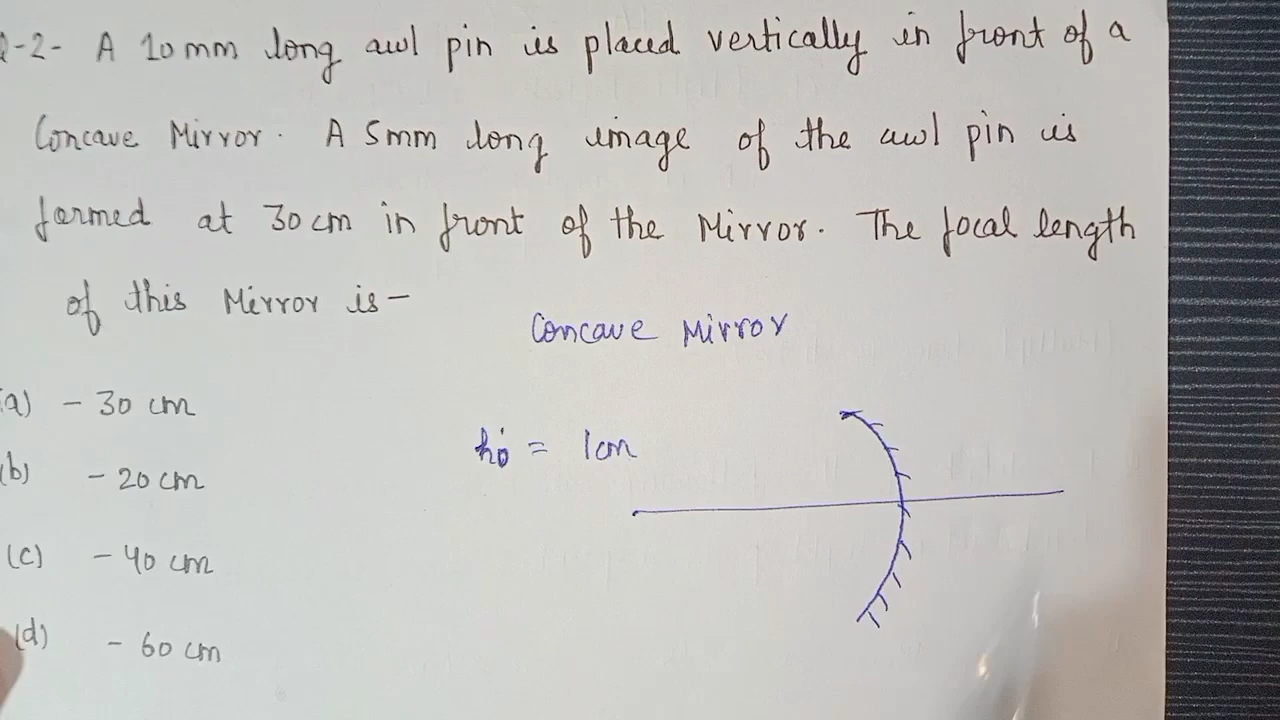 -2- A 10mm long awl pin is placed vertically in front of a
Concave Mirror. A 5mm long image of the awl pin is
formed at 30 cm in front of the Mirror. The focal length
of this Mirror is-
Concave Mirror
(a) - 30 cm
ho = 1cm
(b) - 20 cm
(c) - 40 cm
(d) - 60 cm